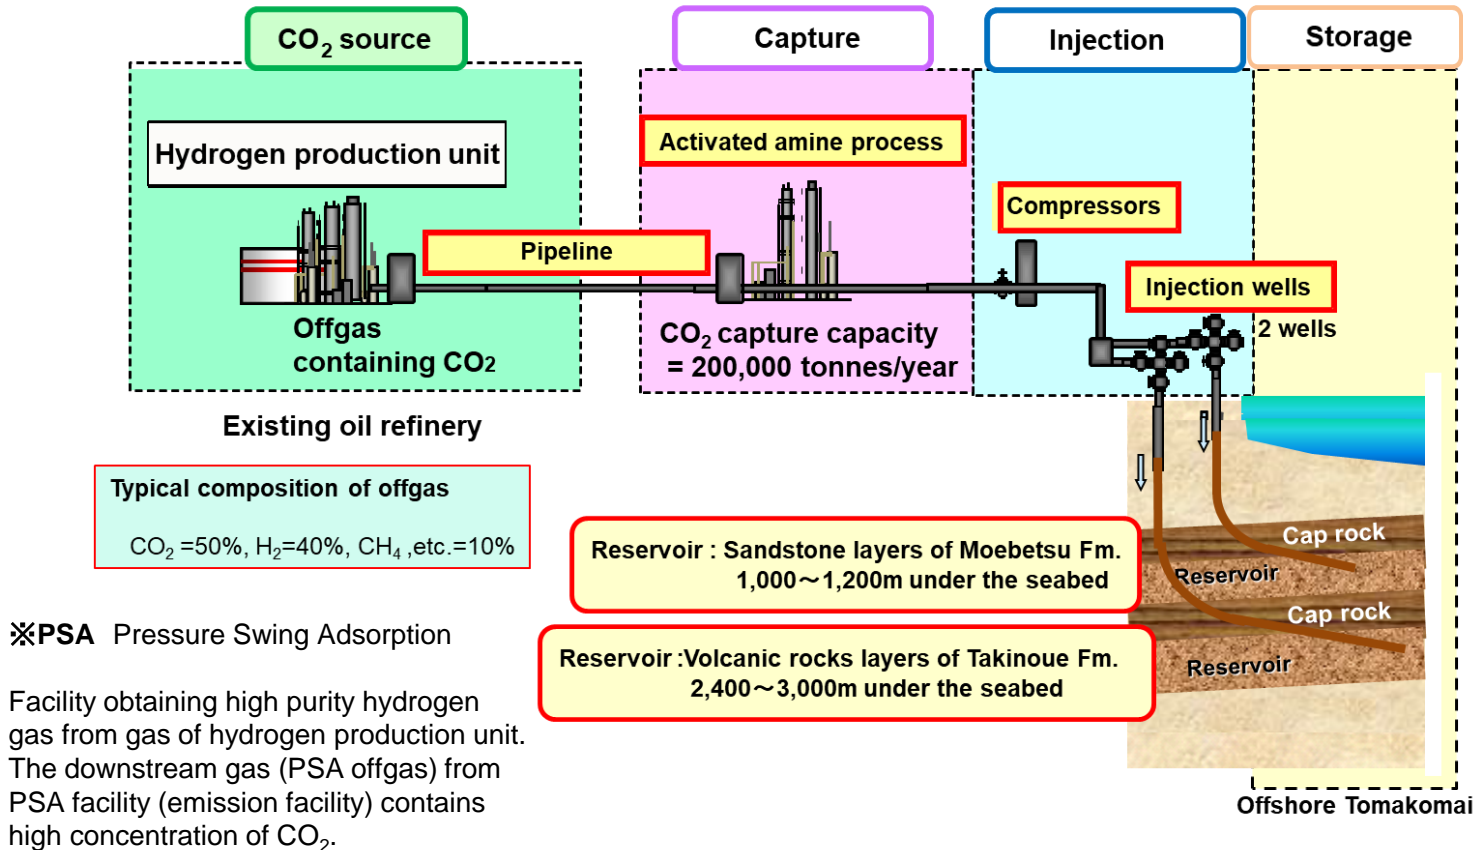 CO2 source
Capture
Injection
Storage
Hydrogen production unit
Activated amine process
Compressors
Pipeline
Injection wells
2 wells
Offgas
containing CO2
CO2 capture capacity
= 200,000 tonnes/year
Existing oil refinery
Typical composition of offgas
CO2 =50%, H2=40%, CH4 ,etc.=10%
Reservoir : Sandstone layers of Moebetsu Fm.
1,000～1,200m under the seabed
Cap rock
Reservoir
Cap rock
Reservoir
Reservoir :Volcanic rocks layers of Takinoue Fm.
2,400～3,000m under the seabed
※PSA Pressure Swing Adsorption
Facility obtaining high purity hydrogen
gas from gas of hydrogen production unit.
The downstream gas (PSA offgas) from
PSA facility (emission facility) contains
high concentration of CO2.
Offshore Tomakomai